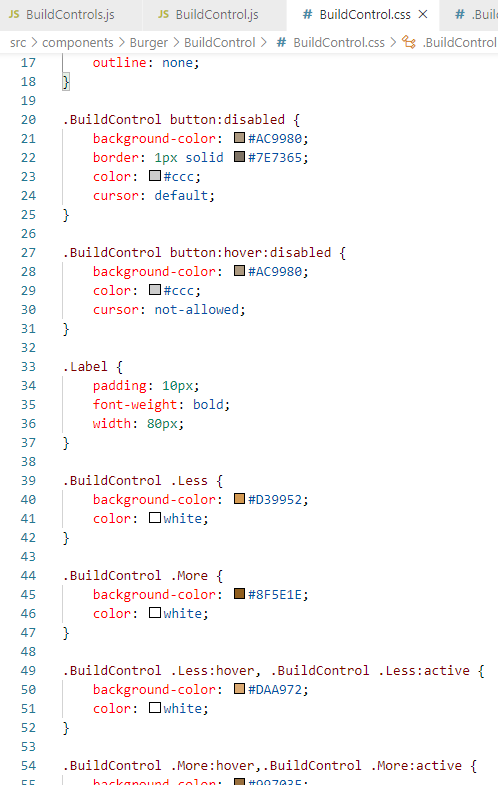 JS BuildControls.js JS BuildControl.js # BuildControl.css × # .Buil
src > components > Burger > BuildControl > # BuildControl.css > .BuildControl
17 outline: none;
18 }
19
20 .BuildControl button:disabled {
21 background-color: #AC9980;
22 border: 1px solid #7E7365;
23 color: #ccc;
24 cursor: default;
25 }
26
27 .BuildControl button:hover:disabled {
28 background-color: #AC9980;
29 color: #ccc;
30 cursor: not-allowed;
31 }
32
33 .Label {
34 padding: 10px;
35 font-weight: bold;
36 width: 80px;
37 }
38
39 .BuildControl .Less {
40 background-color: #D39952;
41 color: white;
42 }
43
44 .BuildControl .More {
45 background-color: #8F5E1E;
46 color: white;
47 }
48
49 .BuildControl .Less:hover, .BuildControl .Less:active {
50 background-color: #DAA972;
51 color: white;
52 }
53
54 .BuildControl .More:hover,.BuildControl .More:active {
55 background-color: